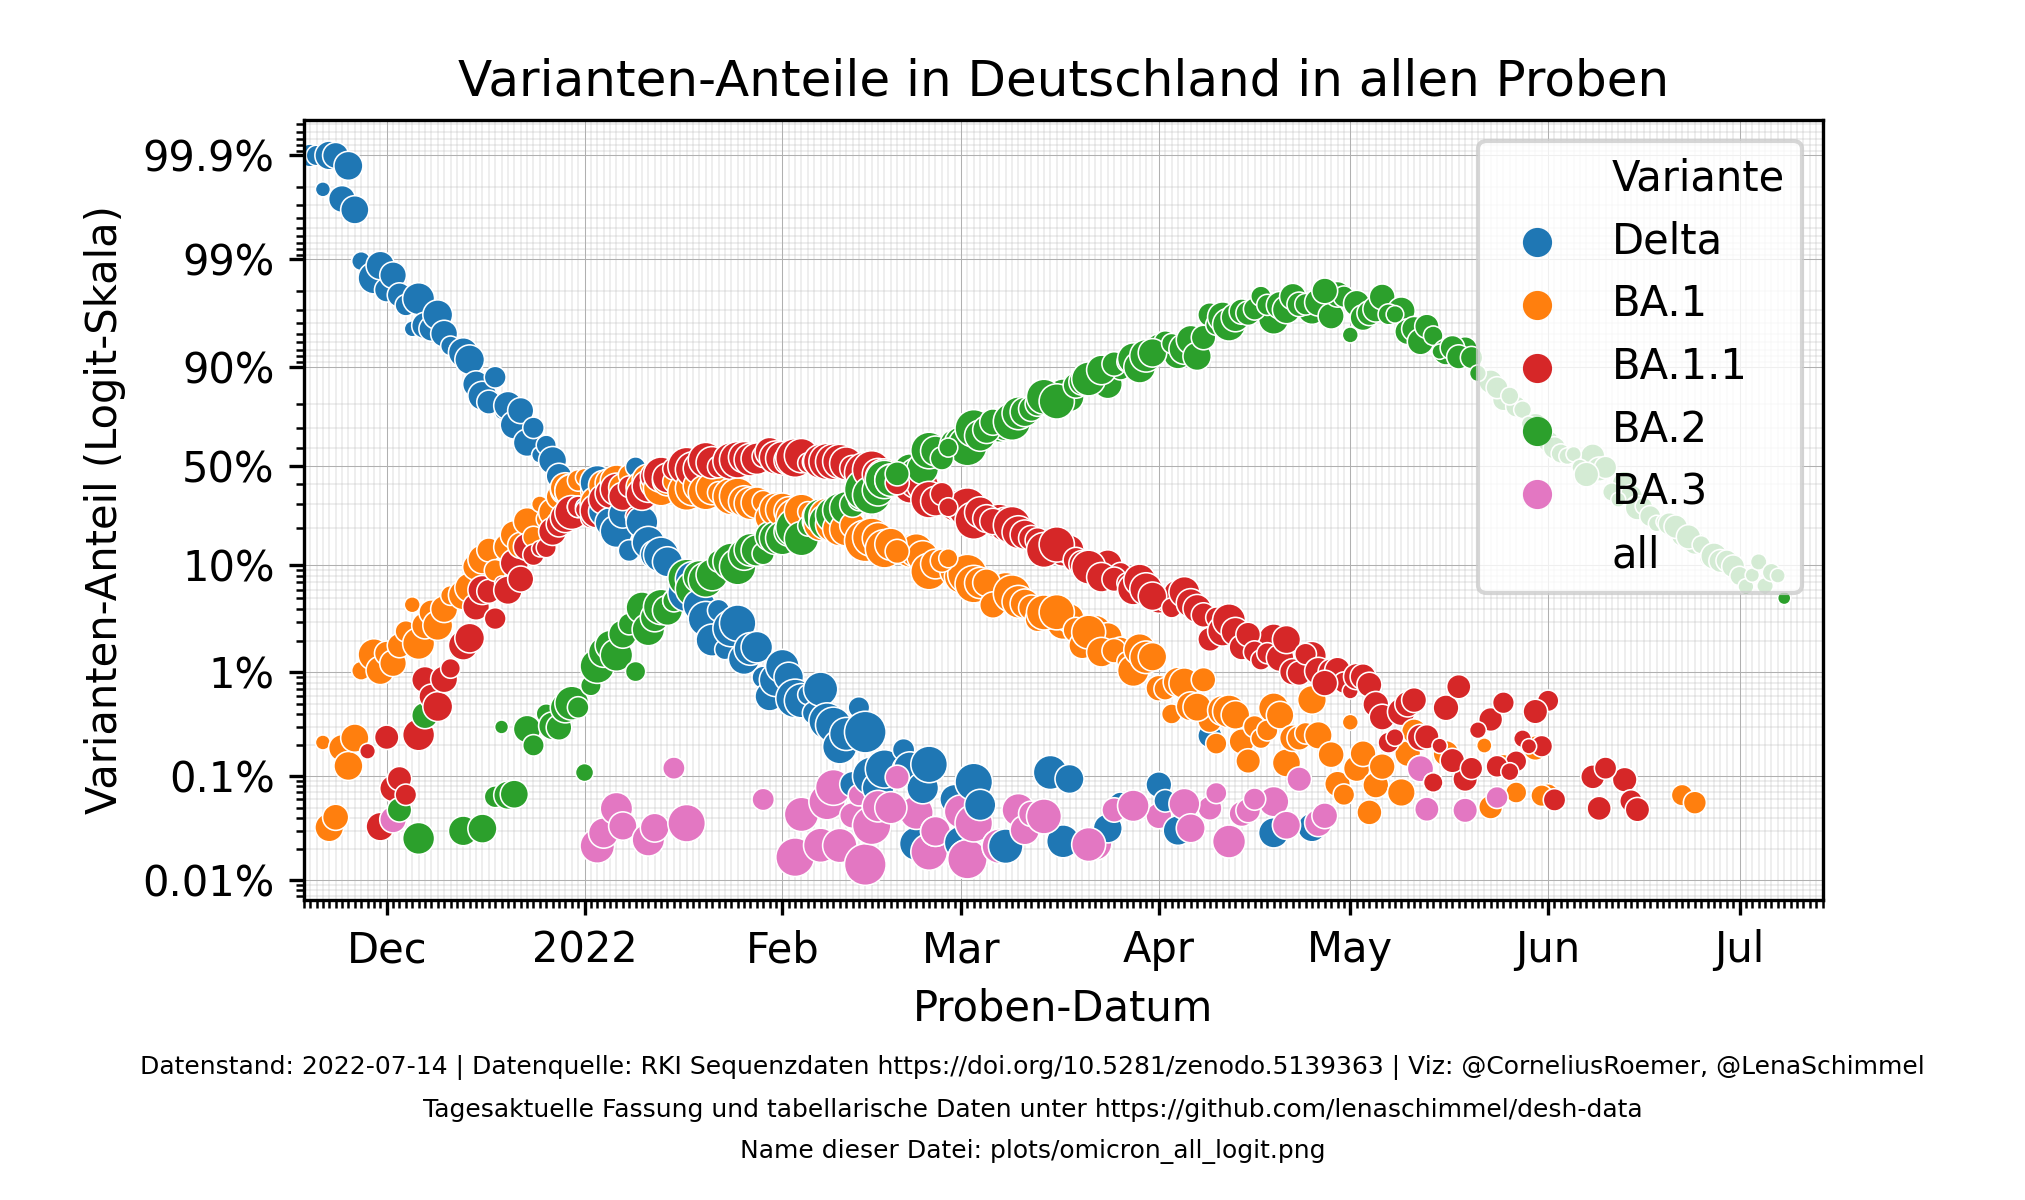 Varianten-Anteile in Deutschland in allen Proben
Varianten-Anteil (Logit-Skala)
99.9%
99%
90%
50%
10%
1%
0.1%
0.01%
Variante
Delta
BA.1
BA.1.1
BA.2
BA.3
all
Dec 2022 Feb Mar Apr May Jun Jul
Proben-Datum
Datenstand: 2022-07-14 | Datenquelle: RKI Sequenzdaten https://doi.org/10.5281/zenodo.5139363 | Viz: @CorneliusRoemer, @LenaSchimmel
Tagesaktuelle Fassung und tabellarische Daten unter https://github.com/lenaschimmel/desh-data
Name dieser Datei: plots/omicron_all_logit.png